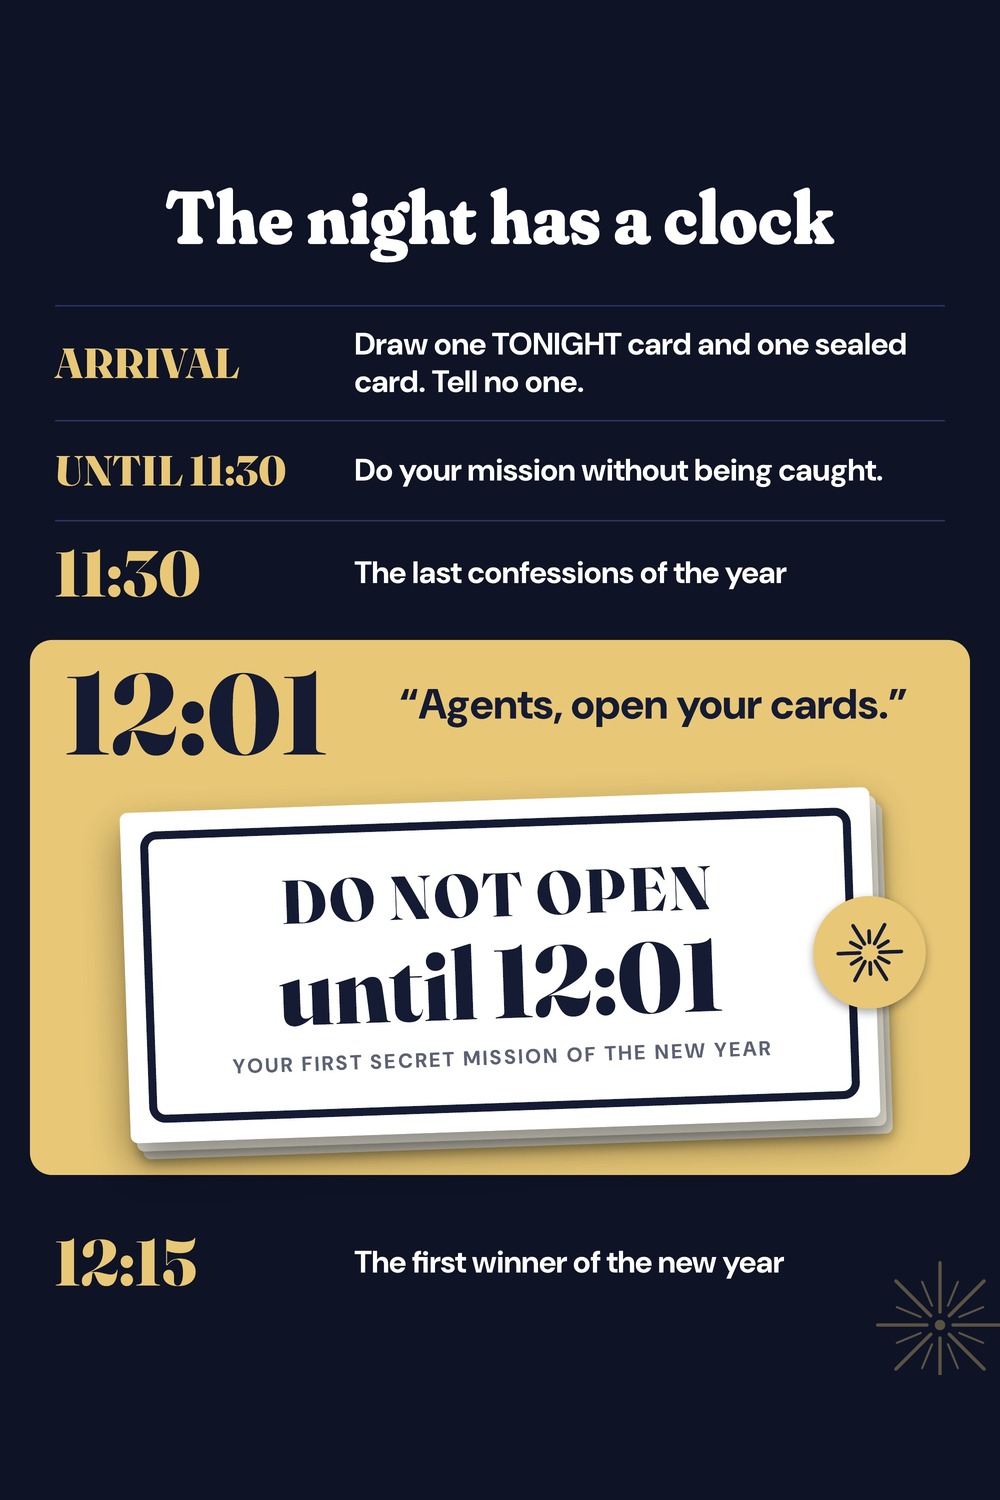 The night has a clock
ARRIVAL
Draw one TONIGHT card and one sealed
card. Tell no one.
UNTIL 11:30
Do your mission without being caught.
11:30
The last confessions of the year
12:01
“Agents, open your cards.”
DO NOT OPEN
until 12:01
YOUR FIRST SECRET MISSION OF THE NEW YEAR
12:15
The first winner of the new year